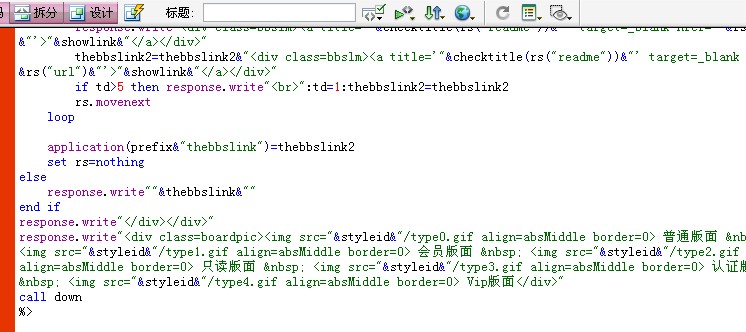 拆分 设计 标题:
response.write"<div class=bbslm><a title='"&checktitle(rs("readme"))&"' target=_blank href='"&rs
&"'>"&showlink&"</a></div>"
thebbslink2=thebbslink2&"<div class=bbslm><a title='"&checktitle(rs("readme"))&"' target=_blank
&rs("url")&"'>"&showlink&"</a></div>"
if td>5 then response.write"<br>":td=1:thebbslink2=thebbslink2
rs.movenext
loop
application(prefix&"thebbslink")=thebbslink2
set rs=nothing
else
response.write""&thebbslink&""
end if
response.write"</div></div>"
response.write"<div class=boardpic><img src="&styleid&"/type0.gif align=absMiddle border=0> 普通版面 &nb
<img src="&styleid&"/type1.gif align=absMiddle border=0> 会员版面 &nbsp; <img src="&styleid&"/type2.gif
align=absMiddle border=0> 只读版面 &nbsp; <img src="&styleid&"/type3.gif align=absMiddle border=0> 认证
&nbsp; <img src="&styleid&"/type4.gif align=absMiddle border=0> Vip版面</div>"
call down
%>